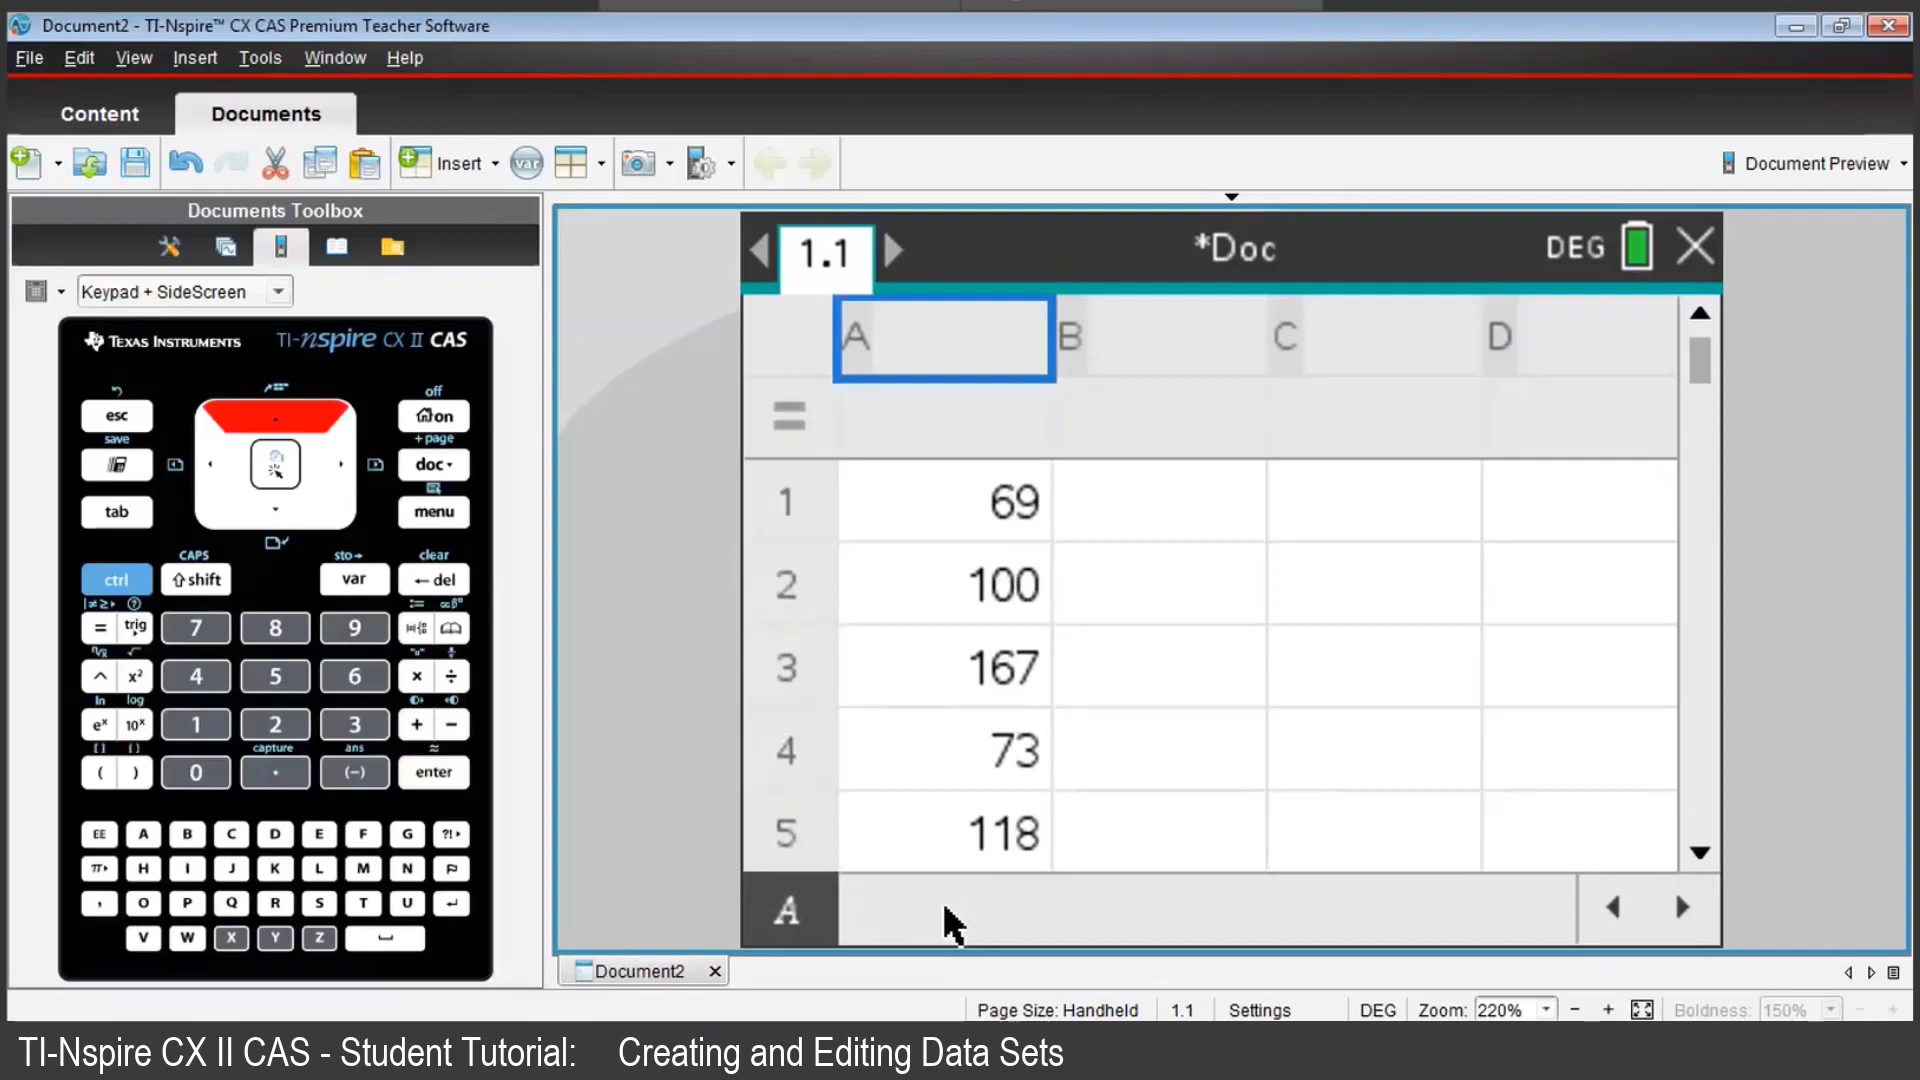 Document2 - TI-Nspire™ CX CAS Premium Teacher Software
File Edit View Insert Tools Window Help
Content Documents
Insert var Document Preview
Documents Toolbox
Keypad + SideScreen
1.1 *Doc DEG
A B C D
=
1 69
2 100
3 167
4 73
5 118
A
TEXAS INSTRUMENTS TI-nspire CX II CAS
off
esc on
save +page
doc
tab menu
CAPS sto→ clear
ctrl shift var ←del
= trig 7 8 9
^ x² 4 5 6 × ÷
ln log
eˣ 10ˣ 1 2 3 + −
[ ] { } capture ans ≈
( ) 0 . (−) enter
EE A B C D E F G ?!
π H I J K L M N
, O P Q R S T U
V W X Y Z
Document2
Page Size: Handheld 1.1 Settings DEG Zoom: 220% − + Boldness: 150% − +
TI-Nspire CX II CAS - Student Tutorial: Creating and Editing Data Sets